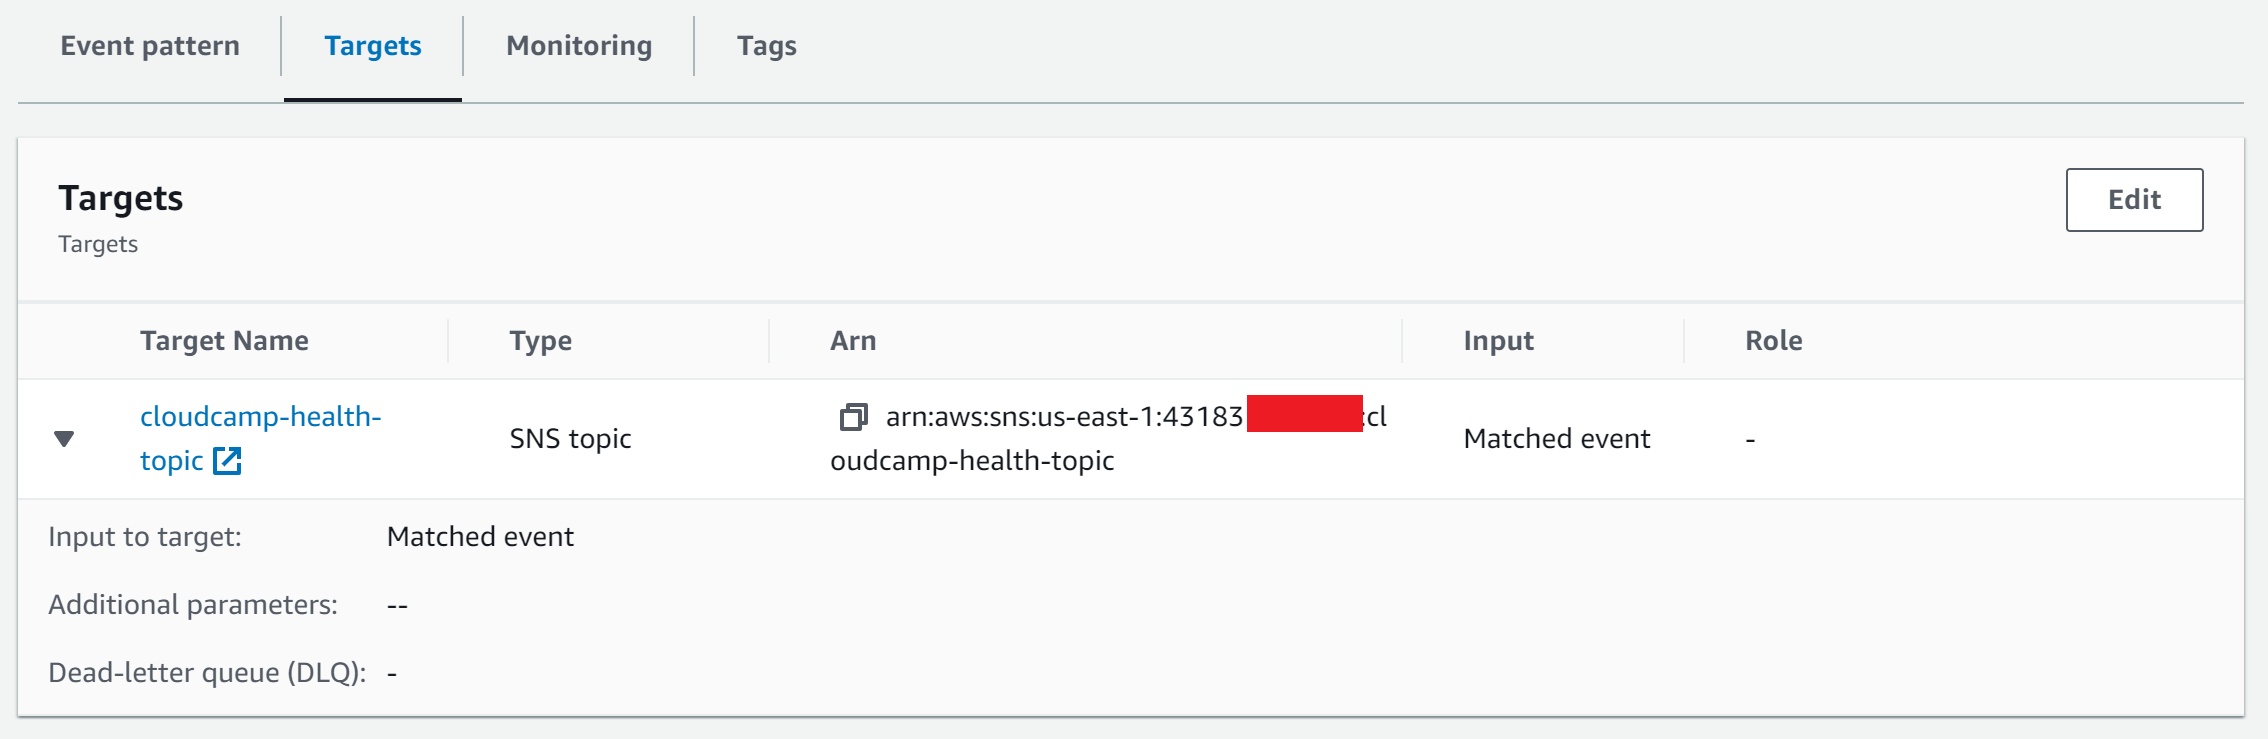 Event pattern Targets Monitoring Tags
Targets
Edit
Targets
Target Name Type Arn Input Role
cloudcamp-health-
topic
SNS topic
arn:aws:sns:us-east-1:43183 :cl
oudcamp-health-topic
Matched event
-
Input to target: Matched event
Additional parameters: --
Dead-letter queue (DLQ): -